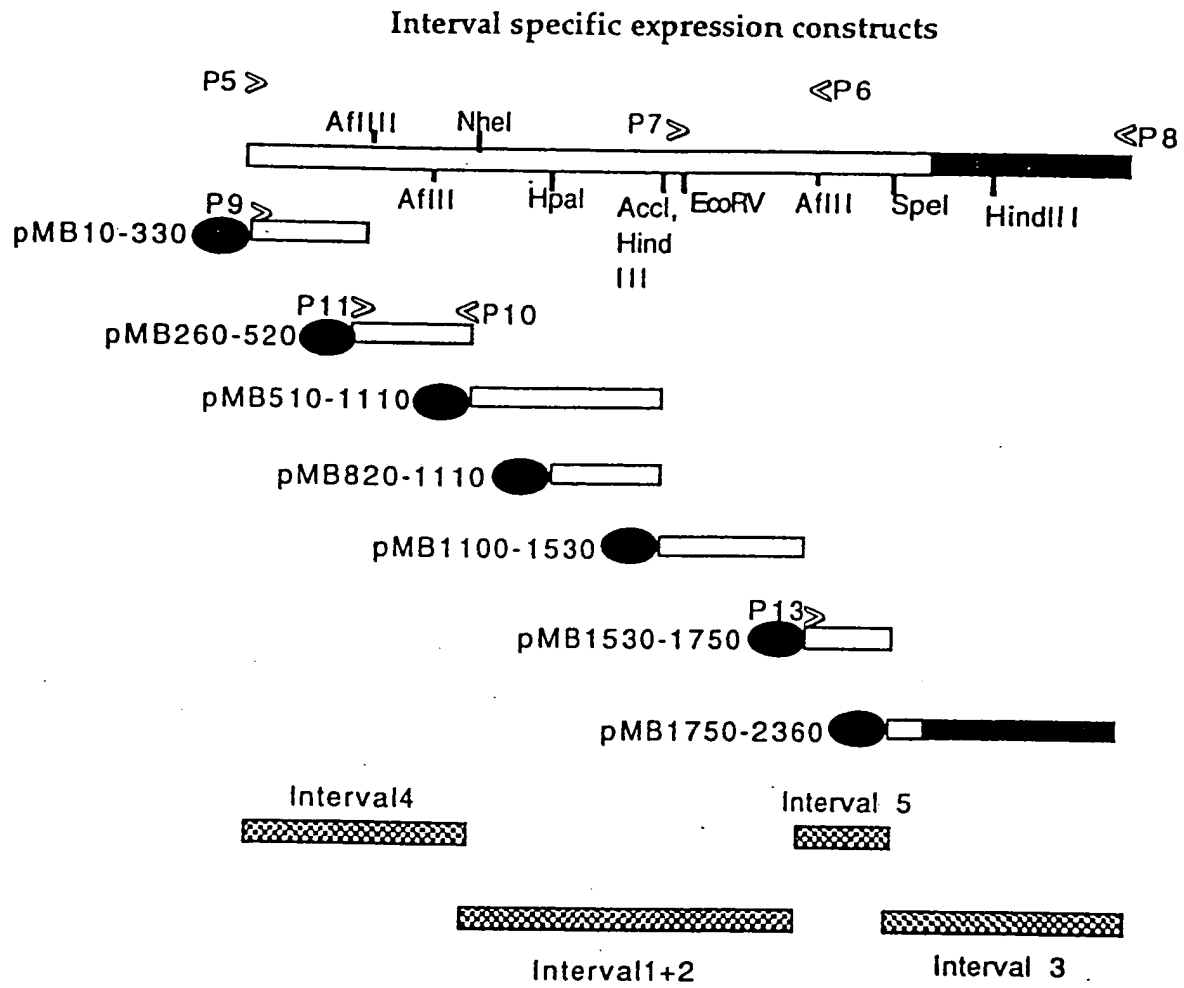 Interval specific expression constructs
P5 >
<P6
AflIII
NheI
P7 >
<P8
AflII
HpaI
AccI,
Hind
III
EcoRV
AflII
SpeI
HindIII
P9 >
pMB10-330
P11 >
<P10
pMB260-520
pMB510-1110
pMB820-1110
pMB1100-1530
P13 >
pMB1530-1750
pMB1750-2360
Interval4
Interval 5
Interval1+2
Interval 3